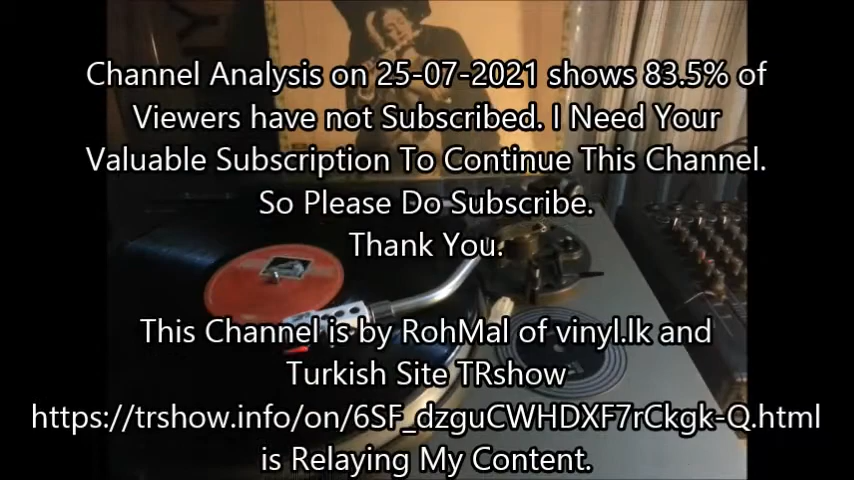 Channel Analysis on 25-07-2021 shows 83.5% of
Viewers have not Subscribed. I Need Your
Valuable Subscription To Continue This Channel.
So Please Do Subscribe.
Thank You.
This Channel is by RohMal of vinyl.lk and
Turkish Site TRshow
https://trshow.info/on/6SF_dzguCWHDXF7rCkgk-Q.html
is Relaying My Content.